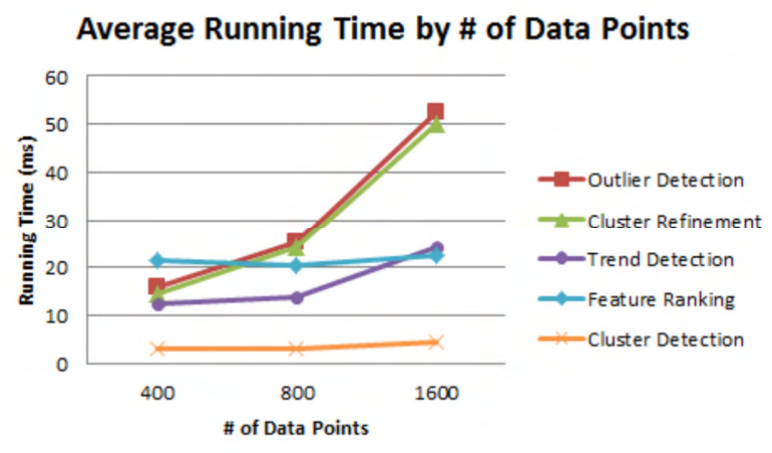 Average Running Time by # of Data Points
60
50
40
30
20
10
0
Running Time (ms)
400
800
1600
# of Data Points
Outlier Detection
Cluster Refinement
Trend Detection
Feature Ranking
Cluster Detection